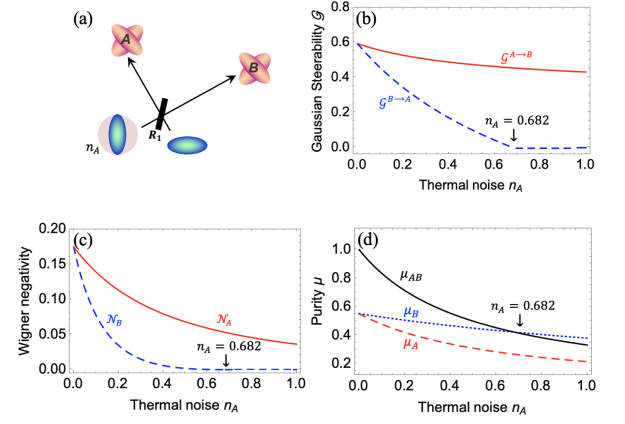 (a)
A
B
n_A
R_1
(b)
Gaussian Steerability 𝒢
0.8
0.6
0.4
0.2
0.0
𝒢^{A→B}
𝒢^{B→A}
n_A = 0.682
0.0 0.2 0.4 0.6 0.8 1.0
Thermal noise n_A
(c)
Wigner negativity
0.20
0.15
0.10
0.05
0.00
𝒩_B
𝒩_A
n_A = 0.682
0.0 0.2 0.4 0.6 0.8 1.0
Thermal noise n_A
(d)
Purity μ
1.0
0.8
0.6
0.4
0.2
μ_{AB}
μ_B
μ_A
n_A = 0.682
0.0 0.2 0.4 0.6 0.8 1.0
Thermal noise n_A